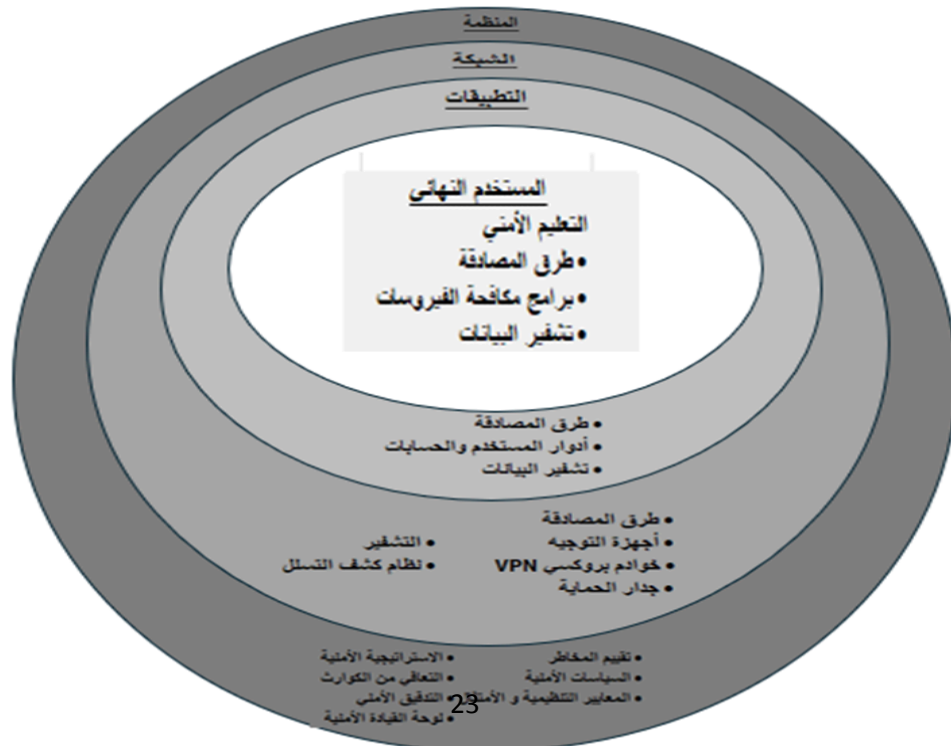 المنظمة
الشبكة
التطبيقات
المستخدم النهائي
التعليم الأمني
•طرق المصادقة
•برامج مكافحة الفيروسات
•تشفير البيانات
• طرق المصادقة
• أدوار المستخدم والحسابات
• تشفير البيانات
• طرق المصادقة
• أجهزة التوجيه
• خوادم بروكسي VPN
• جدار الحماية
• التشفير
• نظام كشف التسلل
• تقييم المخاطر
• السياسات الأمنية
• المعايير التنظيمية و
• الاستراتيجية الأمنية
• التعافي من الكوارث
• التدقيق الأمني
• لوحة القيادة الأمنية
23